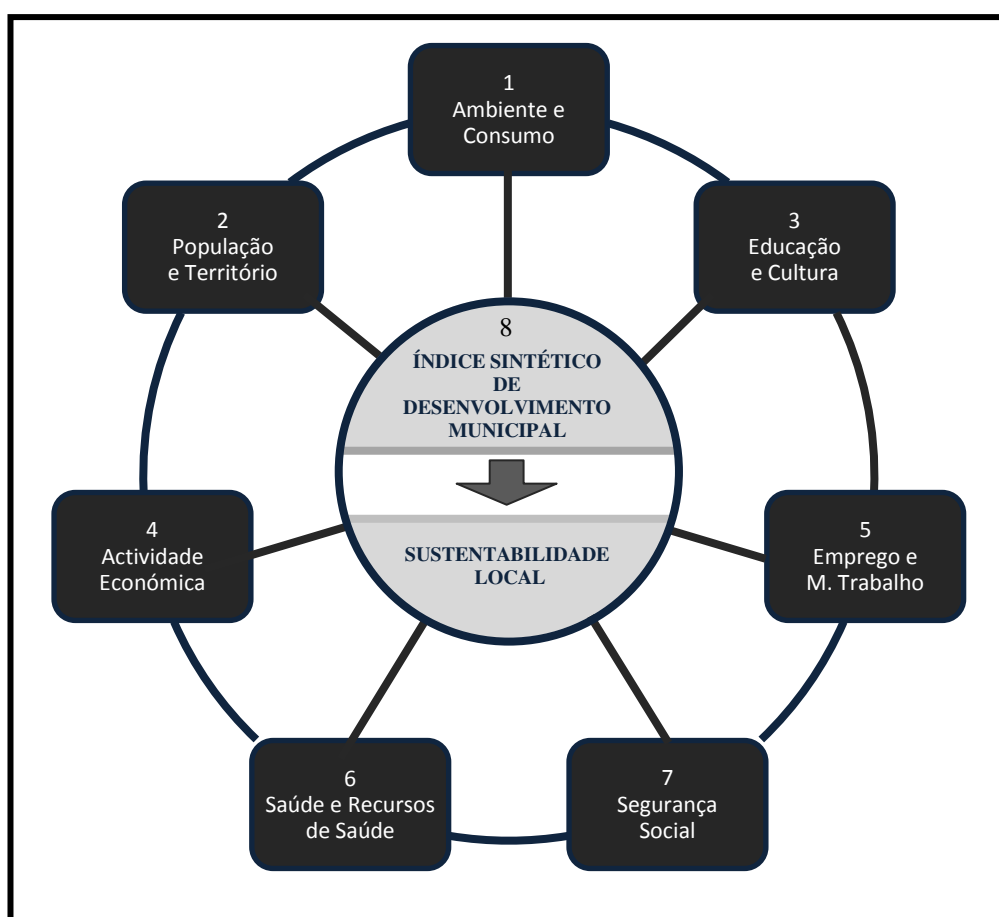 1
Ambiente e
Consumo
2
População
e Território
3
Educação
e Cultura
8
ÍNDICE SINTÉTICO
DE
DESENVOLVIMENTO
MUNICIPAL
SUSTENTABILIDADE
LOCAL
4
Actividade
Económica
5
Emprego e
M. Trabalho
6
Saúde e Recursos
de Saúde
7
Segurança
Social